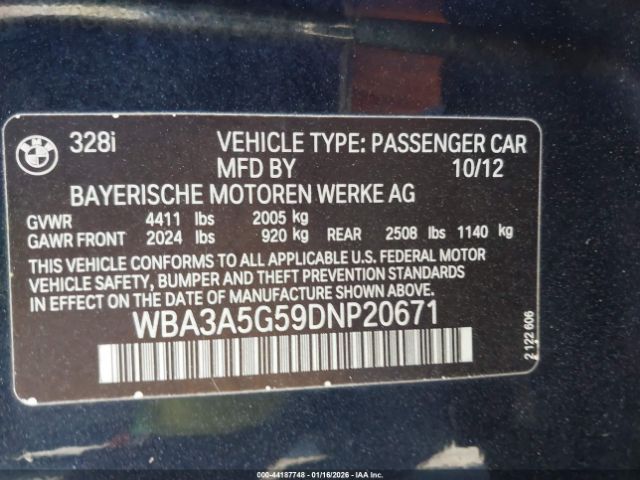 BMW
328i VEHICLE TYPE: PASSENGER CAR
MFD BY 10/12
BAYERISCHE MOTOREN WERKE AG
GVWR 4411 lbs 2005 kg
GAWR FRONT 2024 lbs 920 kg REAR 2508 lbs 1140 kg
THIS VEHICLE CONFORMS TO ALL APPLICABLE U.S. FEDERAL MOTOR
VEHICLE SAFETY, BUMPER AND THEFT PREVENTION STANDARDS
IN EFFECT ON THE DATE OF MANUFACTURE SHOWN ABOVE.
WBA3A5G59DNP20671
2 122 606
000-44187748 - 01/16/2026 - IAA Inc.